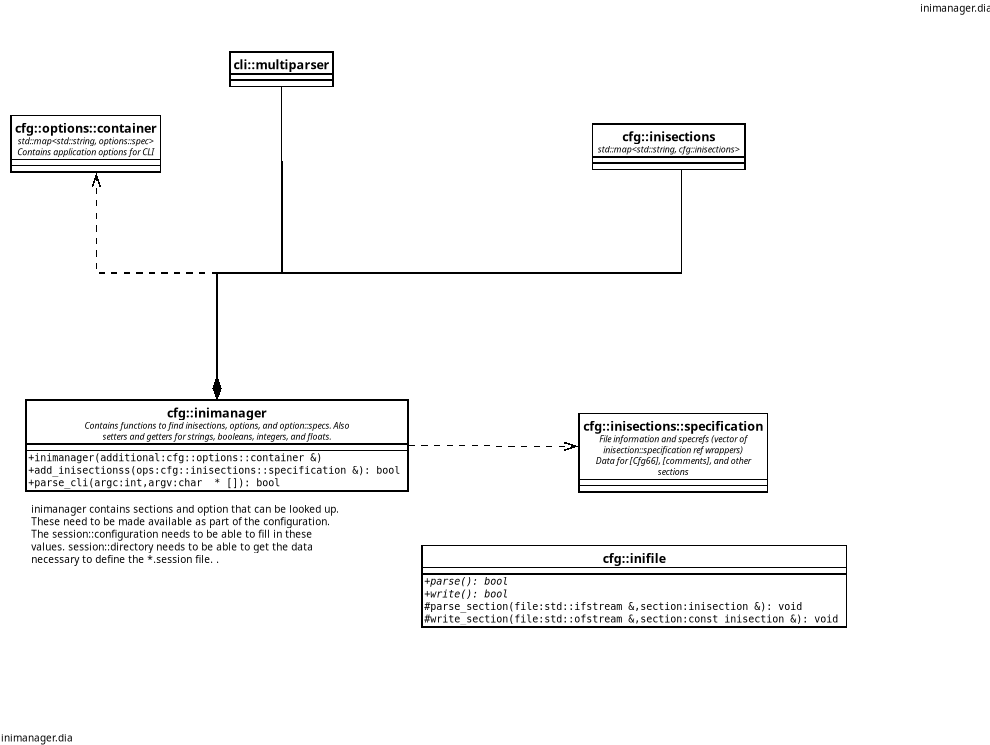 inimanager.dia
cli::multiparser
cfg::options::container
std::map<std::string, options::spec>
Contains application options for CLI
cfg::inisections
std::map<std::string, cfg::inisections>
cfg::inimanager
Contains functions to find inisections, options, and option::specs. Also
setters and getters for strings, booleans, integers, and floats.
+inimanager(additional:cfg::options::container &)
+add_inisectionss(ops:cfg::inisections::specification &): bool
+parse_cli(argc:int,argv:char  * []): bool
cfg::inisections::specification
File information and specrefs (vector of
inisection::specification ref wrappers)
Data for [Cfg66], [comments], and other
sections
inimanager contains sections and option that can be looked up.
These need to be made available as part of the configuration.
The session::configuration needs to be able to fill in these
values. session::directory needs to be able to get the data
necessary to define the *.session file. .
cfg::inifile
+parse(): bool
+write(): bool
#parse_section(file:std::ifstream &,section:inisection &): void
#write_section(file:std::ofstream &,section:const inisection &): void
inimanager.dia